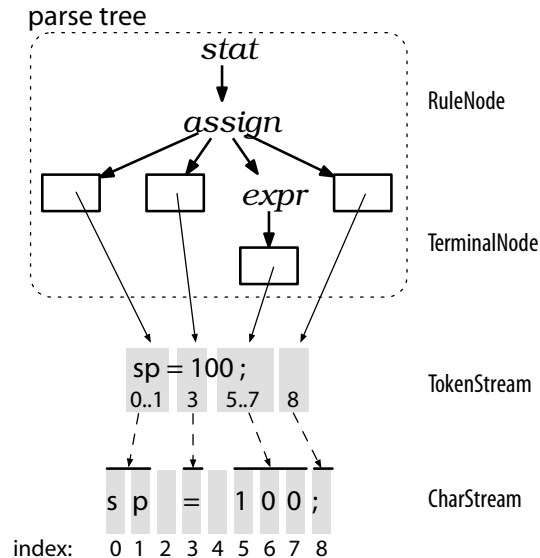 parse tree
stat
RuleNode
assign
expr
TerminalNode
sp = 100 ;
0..1 3 5..7 8
TokenStream
s p = 1 0 0 ;
CharStream
index: 0 1 2 3 4 5 6 7 8